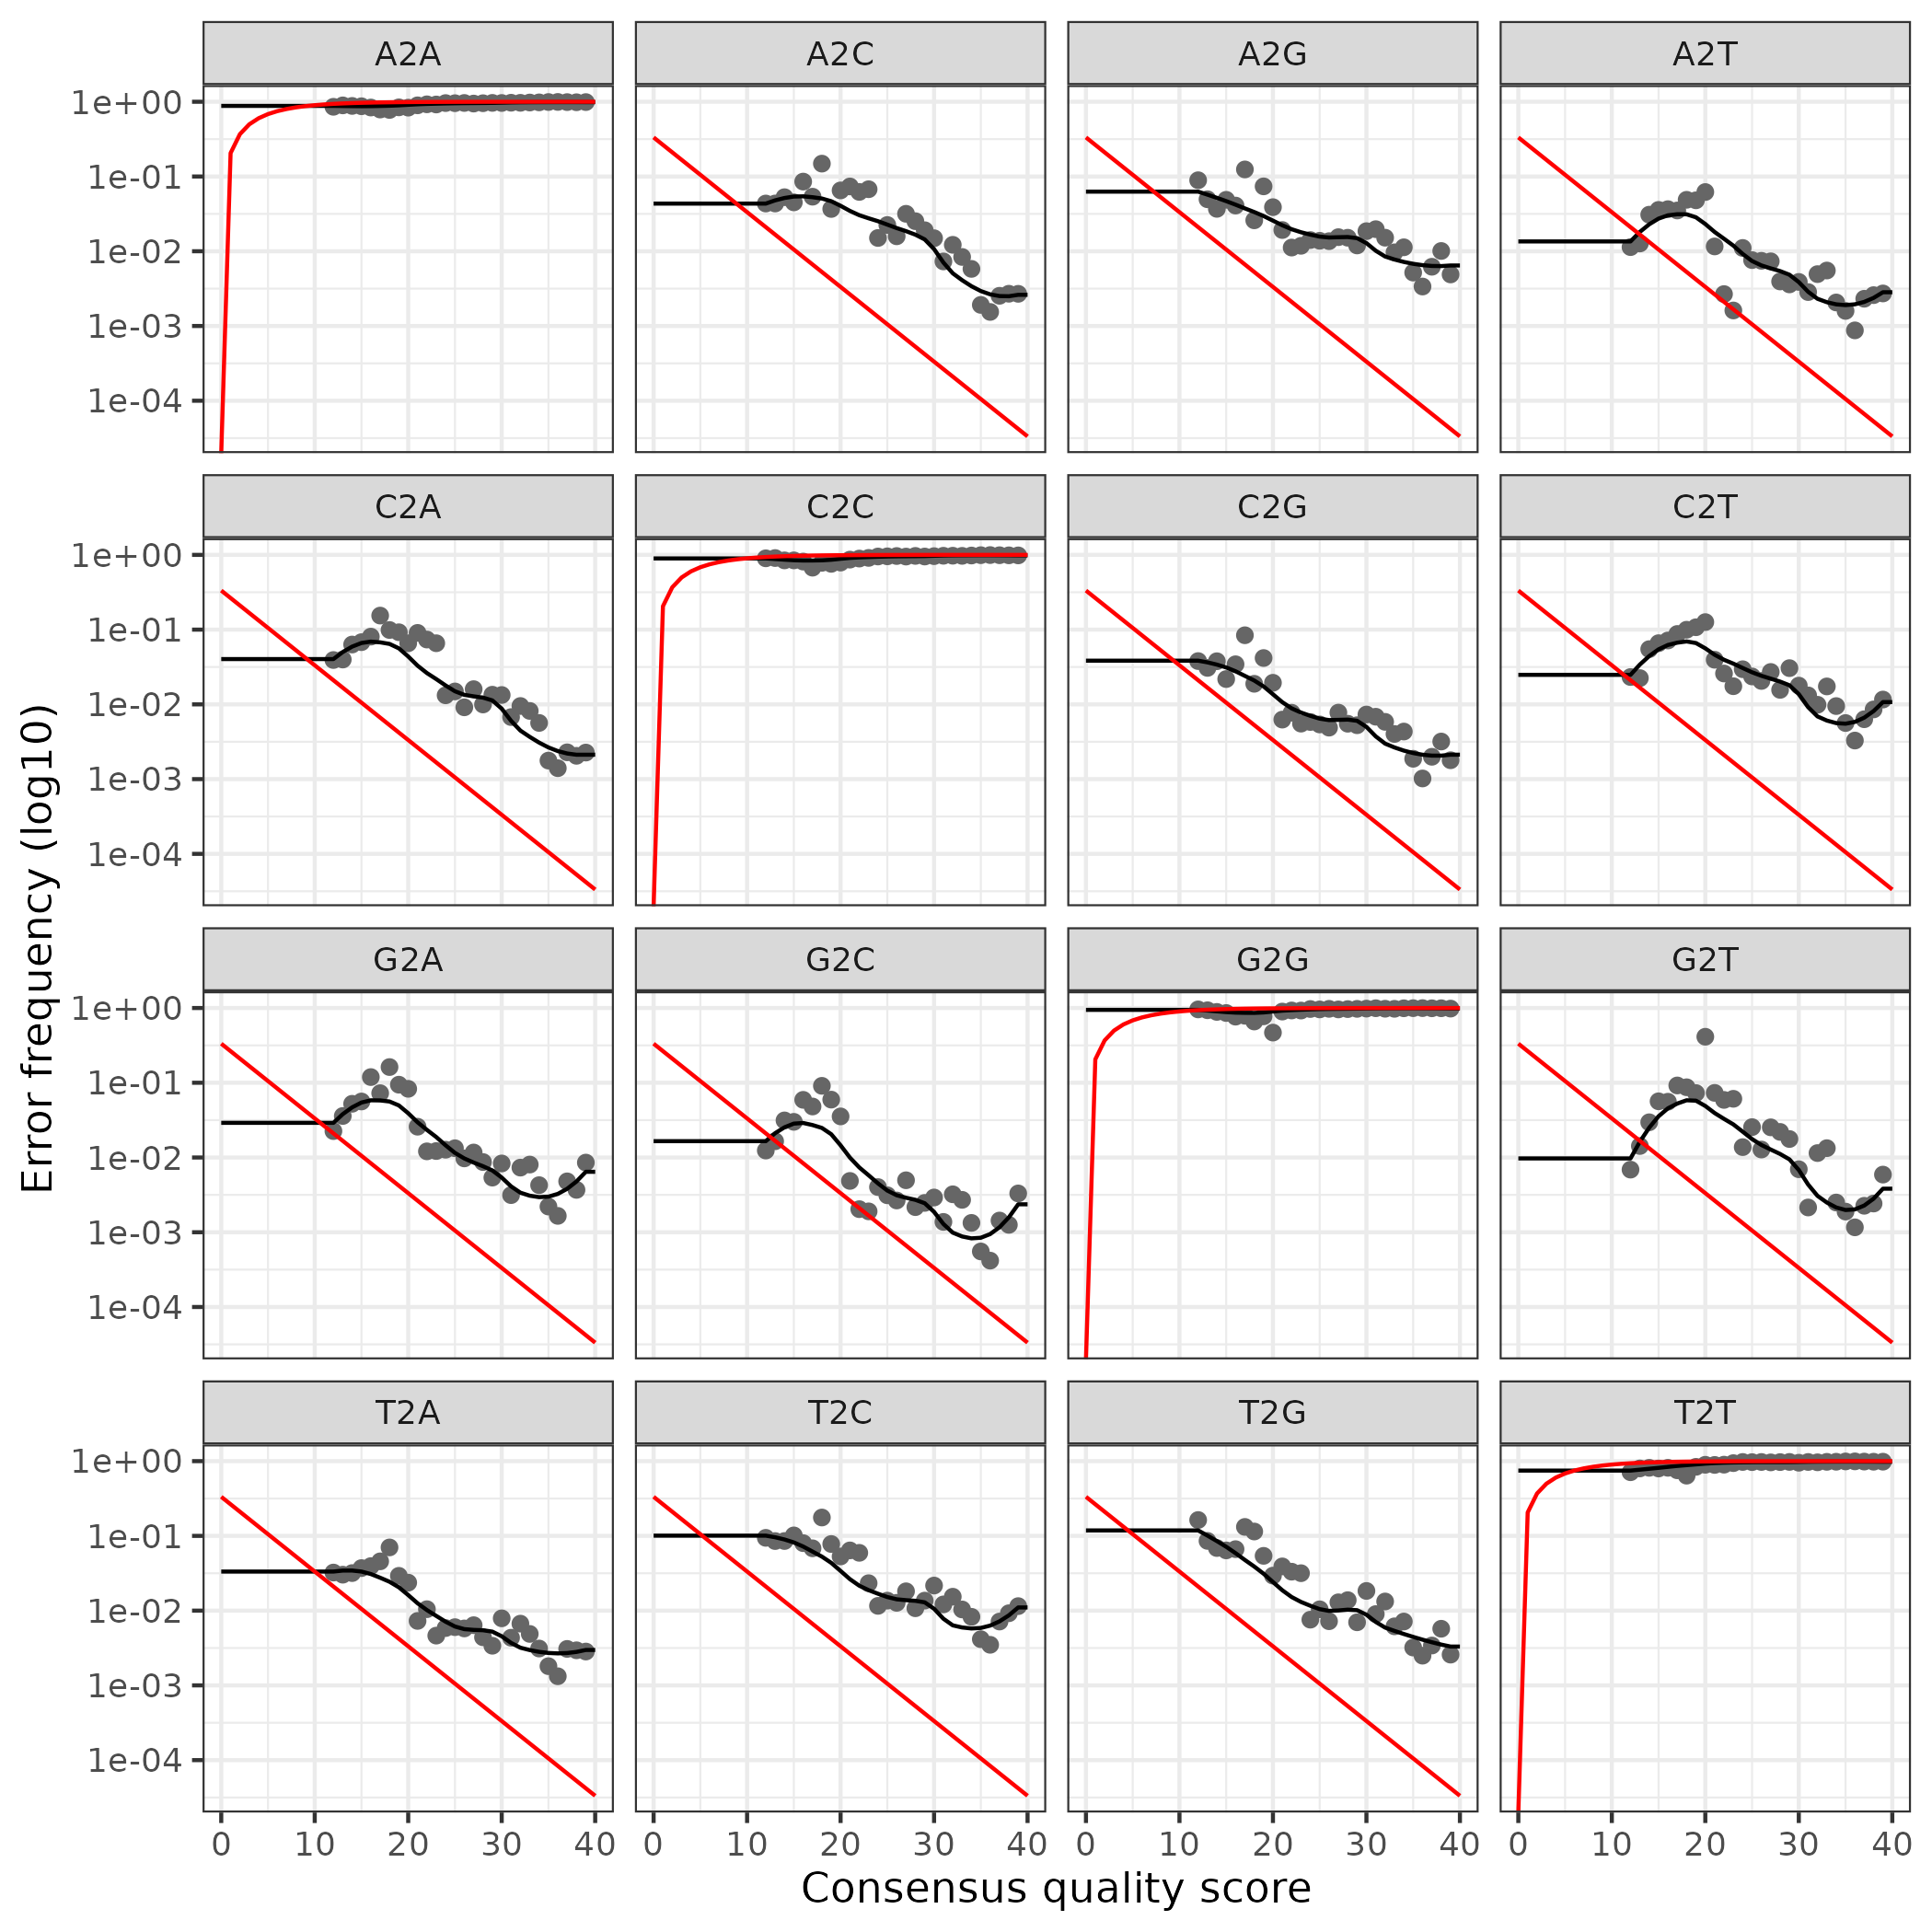 A2A A2C A2G A2T
1e+00
1e-01
1e-02
1e-03
1e-04
C2A C2C C2G C2T
1e+00
1e-01
1e-02
1e-03
1e-04
Error frequency (log10)
G2A G2C G2G G2T
1e+00
1e-01
1e-02
1e-03
1e-04
T2A T2C T2G T2T
1e+00
1e-01
1e-02
1e-03
1e-04
0 10 20 30 40 0 10 20 30 40 0 10 20 30 40 0 10 20 30 40
Consensus quality score